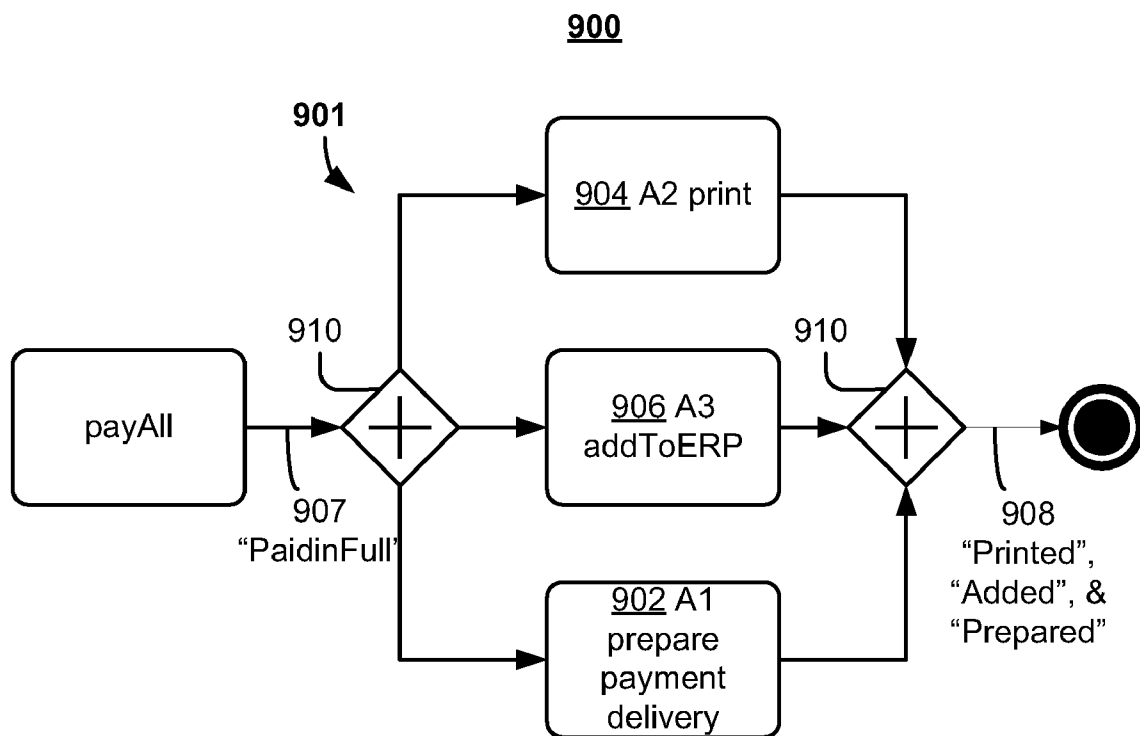 900
901
904 A2 print
910
910
payAll
906 A3
addToERP
907
"PaidinFull'
908
"Printed",
"Added", &
"Prepared"
902 A1
prepare
payment
delivery